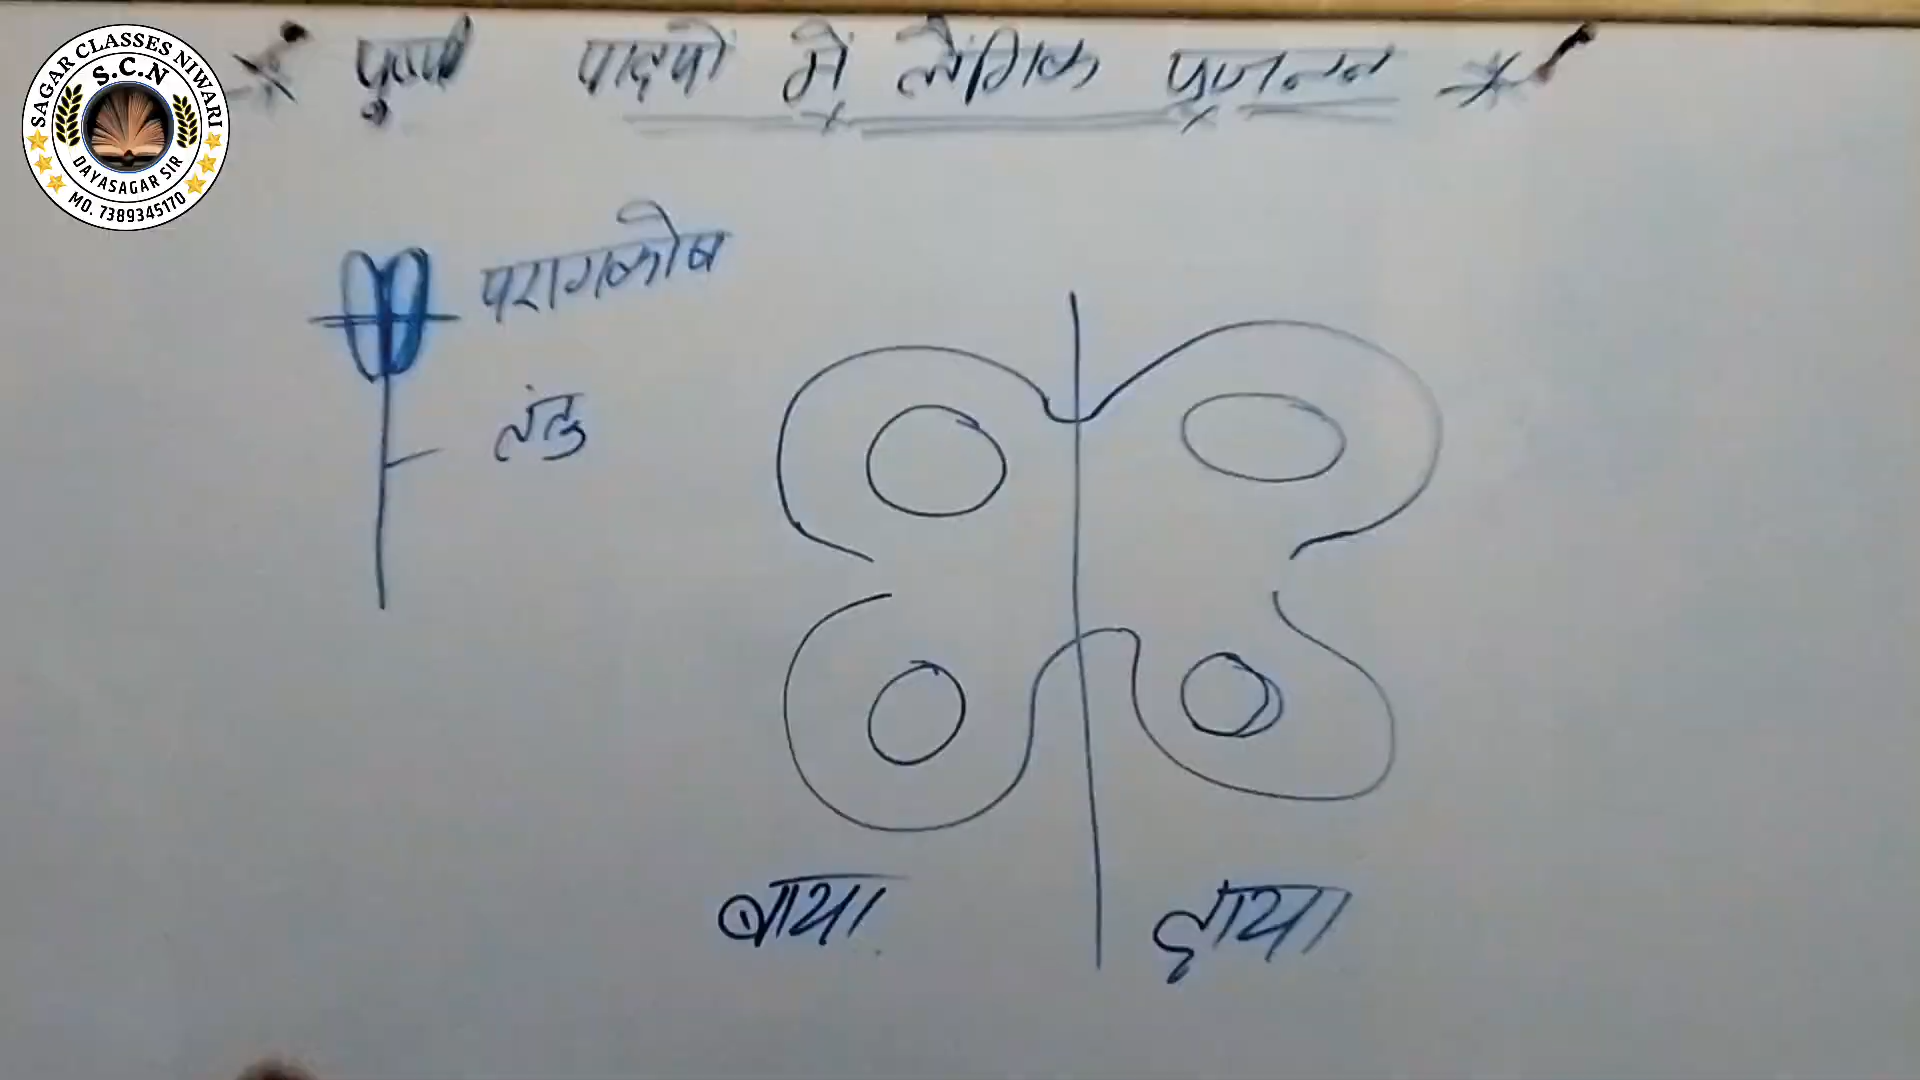 SAGAR CLASSES NIWARI
S.C.N
DAYASAGAR SIR
MO. 7389345170
पुष्पी पादपो में लैंगिक प्रजनन
परागकोष
तंतु
बाया
दाया